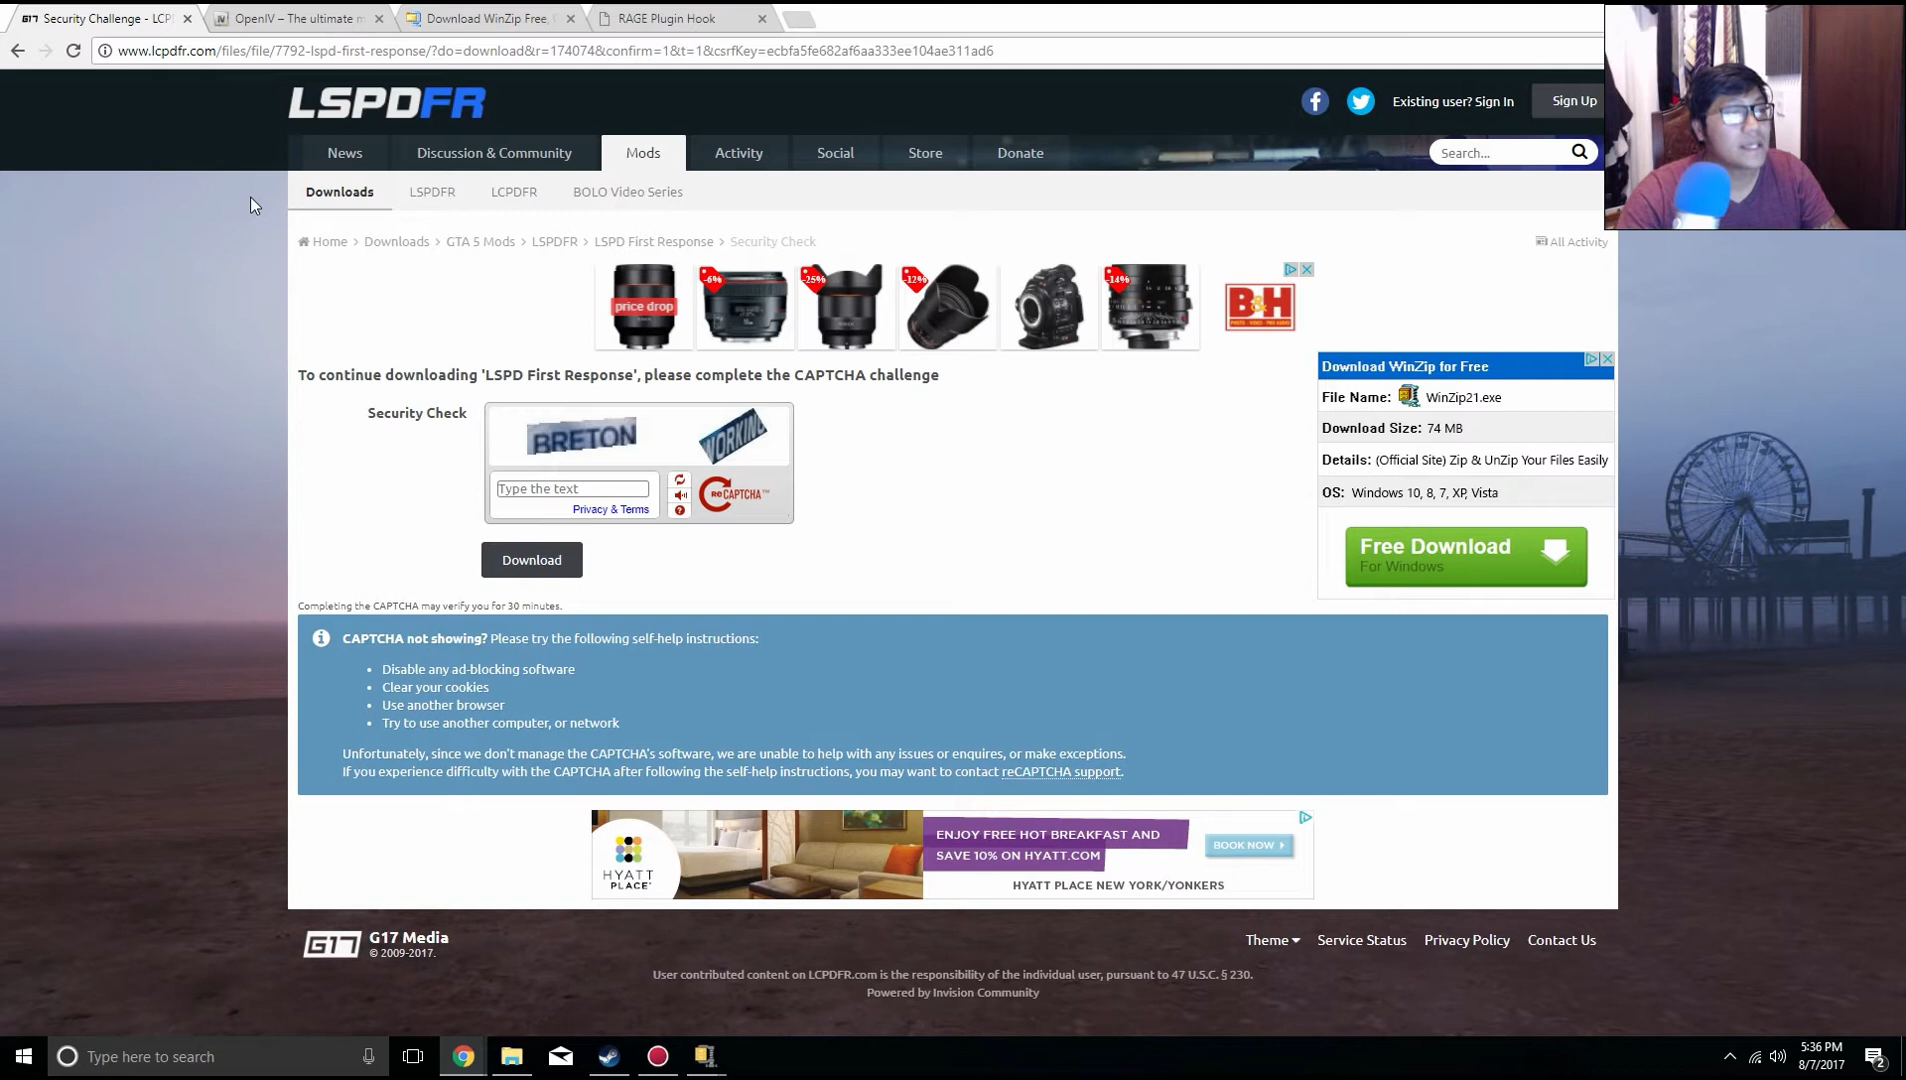 G17 Security Challenge - LCP
OpenIV – The ultimate m
Download WinZip Free,
RAGE Plugin Hook
www.lcpdfr.com/files/file/7792-lspd-first-response/?do=download&r=174074&confirm=1&t=1&csrfKey=ecbfa5fe682af6aa333ee104ae311ad6
LSPDFR
Existing user? Sign In
Sign Up
News
Discussion & Community
Mods
Activity
Social
Store
Donate
Search...
Downloads
LSPDFR
LCPDFR
BOLO Video Series
Home > Downloads > GTA 5 Mods > LSPDFR > LSPD First Response > Security Check
All Activity
price drop
-6%
-25%
-12%
-14%
B&H
PHOTO - VIDEO - PRO AUDIO
To continue downloading 'LSPD First Response', please complete the CAPTCHA challenge
Security Check
BRETON
WORKING
Type the text
Privacy & Terms
reCAPTCHA™
Download
Completing the CAPTCHA may verify you for 30 minutes.
Download WinZip for Free
File Name: WinZip21.exe
Download Size: 74 MB
Details: (Official Site) Zip & UnZip Your Files Easily
OS: Windows 10, 8, 7, XP, Vista
Free Download
For Windows
CAPTCHA not showing? Please try the following self-help instructions:
• Disable any ad-blocking software
• Clear your cookies
• Use another browser
• Try to use another computer, or network
Unfortunately, since we don't manage the CAPTCHA's software, we are unable to help with any issues or enquires, or make exceptions.
If you experience difficulty with the CAPTCHA after following the self-help instructions, you may want to contact reCAPTCHA support.
HYATT PLACE
ENJOY FREE HOT BREAKFAST AND
SAVE 10% ON HYATT.COM
BOOK NOW
HYATT PLACE NEW YORK/YONKERS
G17
G17 Media
© 2009-2017.
Theme
Service Status
Privacy Policy
Contact Us
User contributed content on LCPDFR.com is the responsibility of the individual user, pursuant to 47 U.S.C. § 230.
Powered by Invision Community
Type here to search
5:36 PM
8/7/2017
2